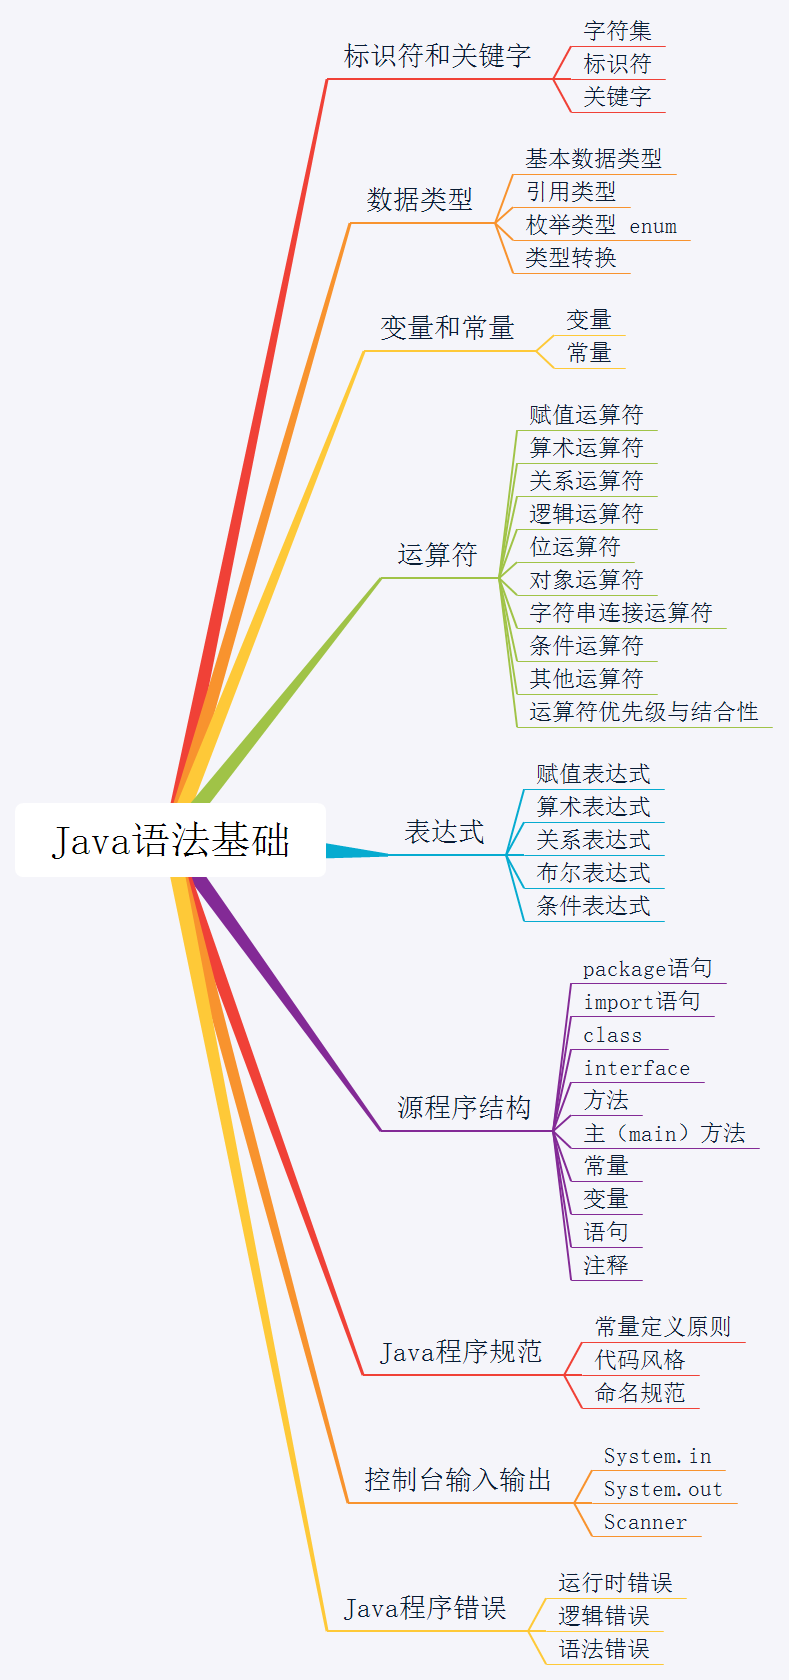 Java语法基础
标识符和关键字
字符集
标识符
关键字
数据类型
基本数据类型
引用类型
枚举类型 enum
类型转换
变量和常量
变量
常量
运算符
赋值运算符
算术运算符
关系运算符
逻辑运算符
位运算符
对象运算符
字符串连接运算符
条件运算符
其他运算符
运算符优先级与结合性
表达式
赋值表达式
算术表达式
关系表达式
布尔表达式
条件表达式
源程序结构
package语句
import语句
class
interface
方法
主（main）方法
常量
变量
语句
注释
Java程序规范
常量定义原则
代码风格
命名规范
控制台输入输出
System.in
System.out
Scanner
Java程序错误
运行时错误
逻辑错误
语法错误